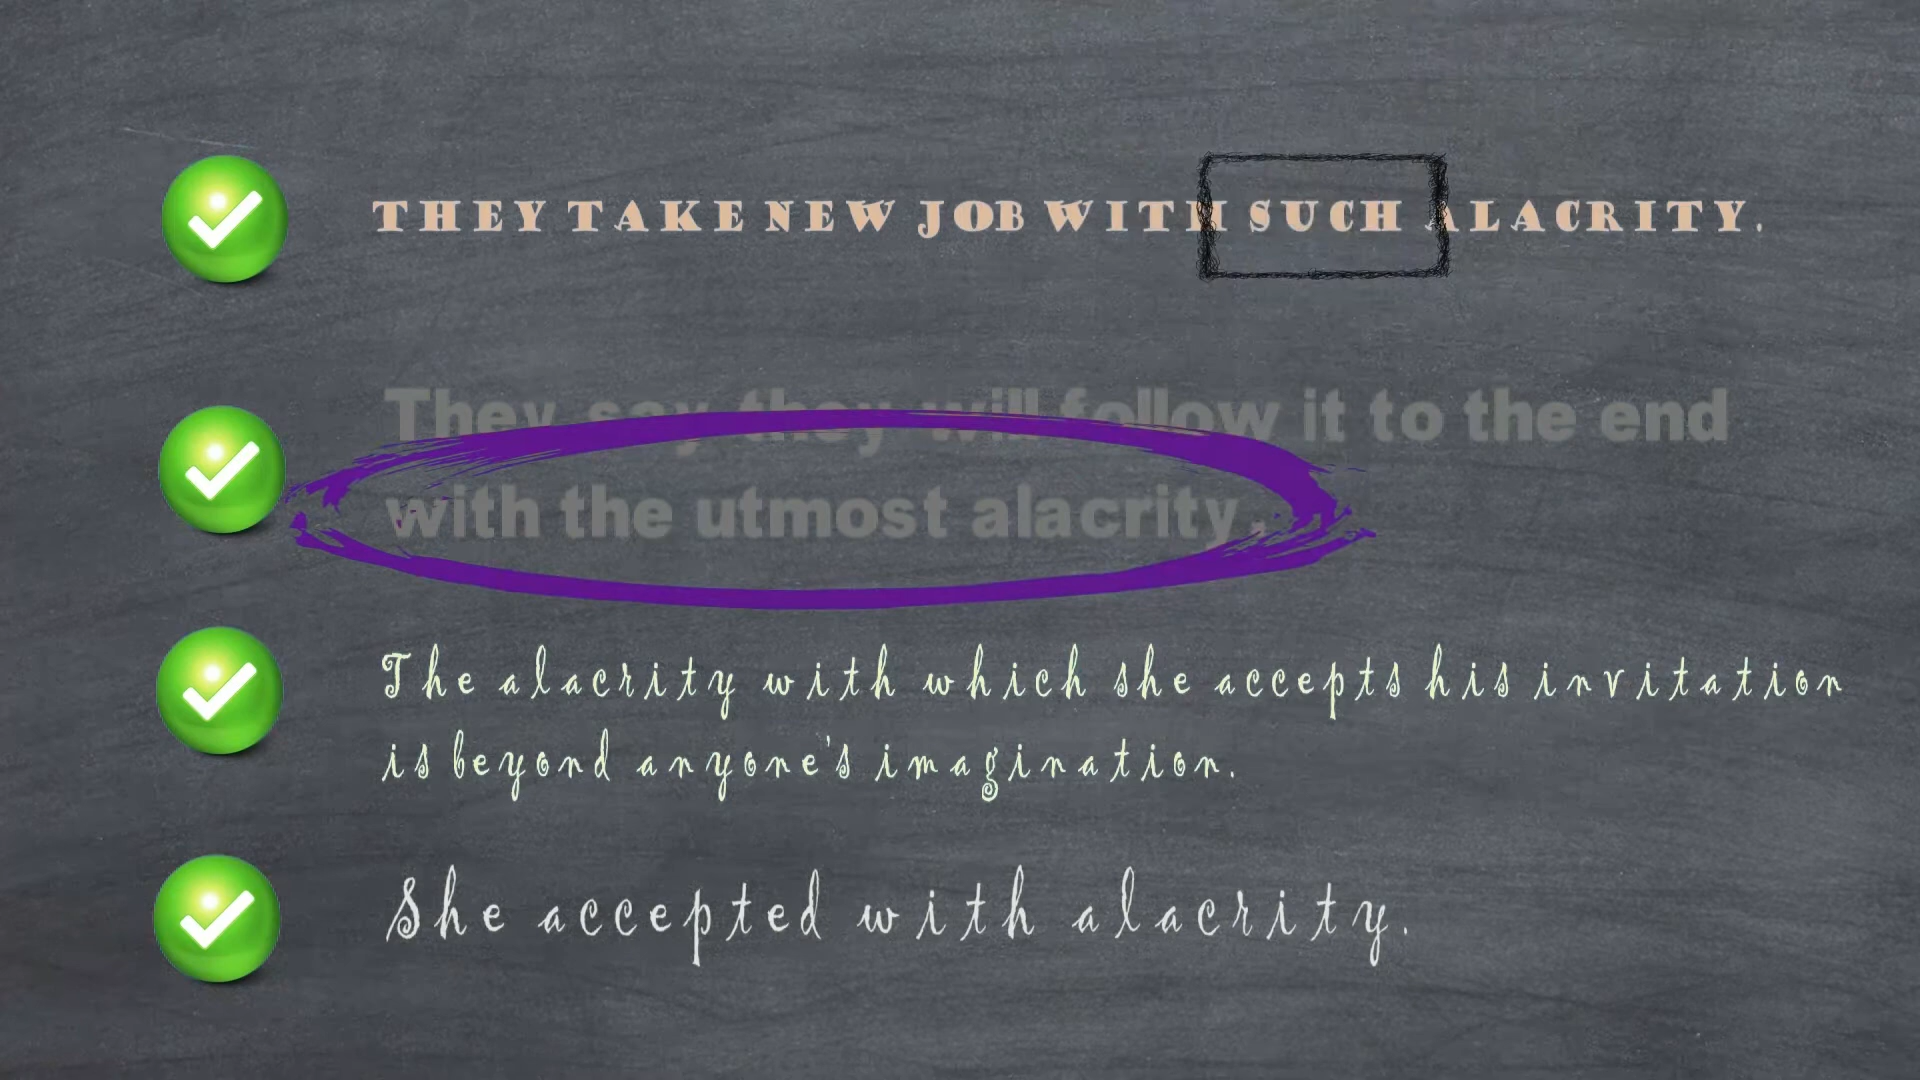 THEY TAKE NEW JOB WITH SUCH ALACRITY.
They say they will follow it to the end
with the utmost alacrity.
The alacrity with which she accepts his invitation
is beyond anyone's imagination.
She accepted with alacrity.